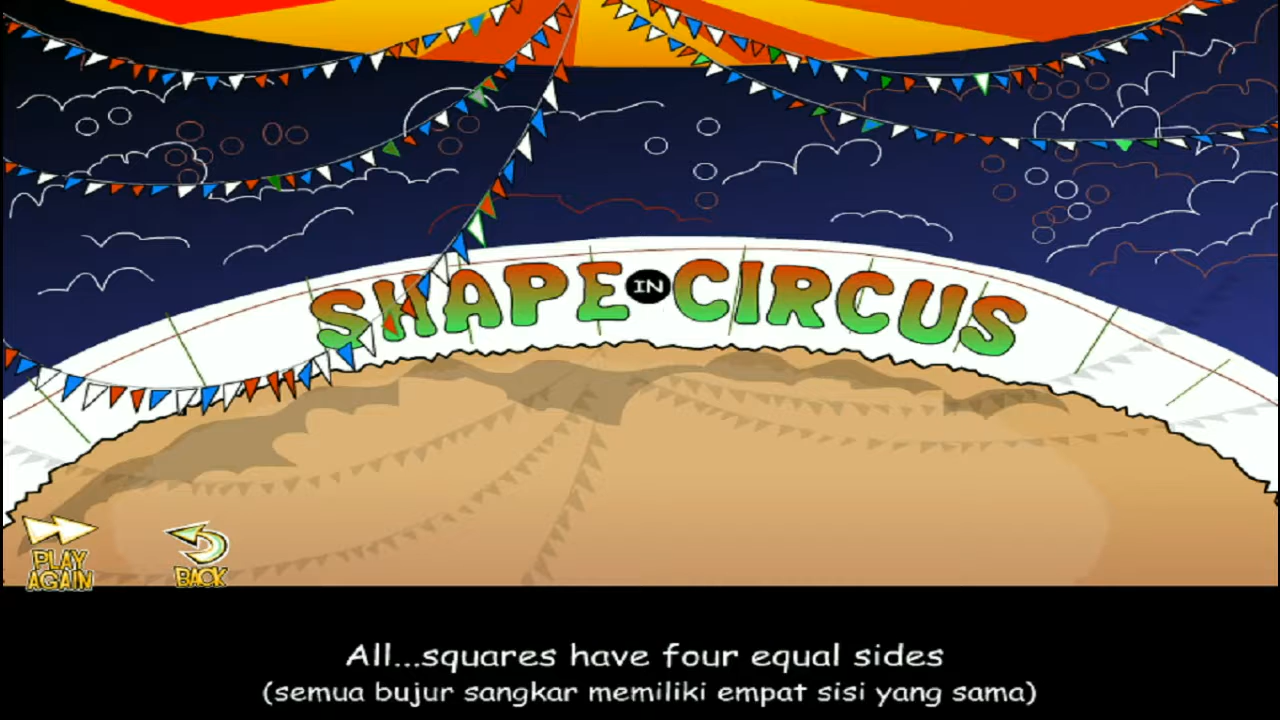 SHAPE IN CIRCUS
PLAY
AGAIN
BACK
All...squares have four equal sides
(semua bujur sangkar memiliki empat sisi yang sama)